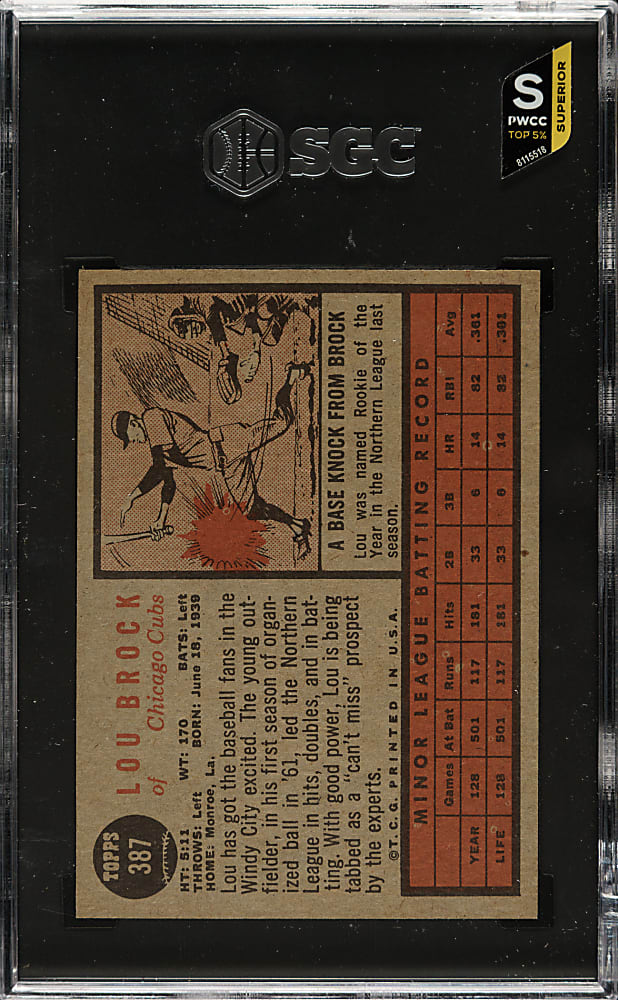 SGC
S
PWCC
TOP 5%
SUPERIOR
8115518
TOPPS
387
LOU BROCK
of Chicago Cubs
HT: 5:11 WT: 170 BATS: Left
THROWS: Left BORN: June 18, 1939
HOME: Monroe, La.
Lou has got the baseball fans in the
Windy City excited. The young out-
fielder, in his first season of organ-
ized ball in '61, led the Northern
League in hits, doubles, and in bat-
ting. With good power, Lou is being
tabbed as a "can't miss" prospect
by the experts.
©T.C.G. PRINTED IN U.S.A.
A BASE KNOCK FROM BROCK
Lou was named Rookie of the
Year in the Northern League last
season.
MINOR LEAGUE BATTING RECORD
Games At Bat Runs Hits 2B 3B HR RBI Avg
YEAR 128 501 117 181 33 6 14 82 .361
LIFE 128 501 117 181 33 6 14 82 .361